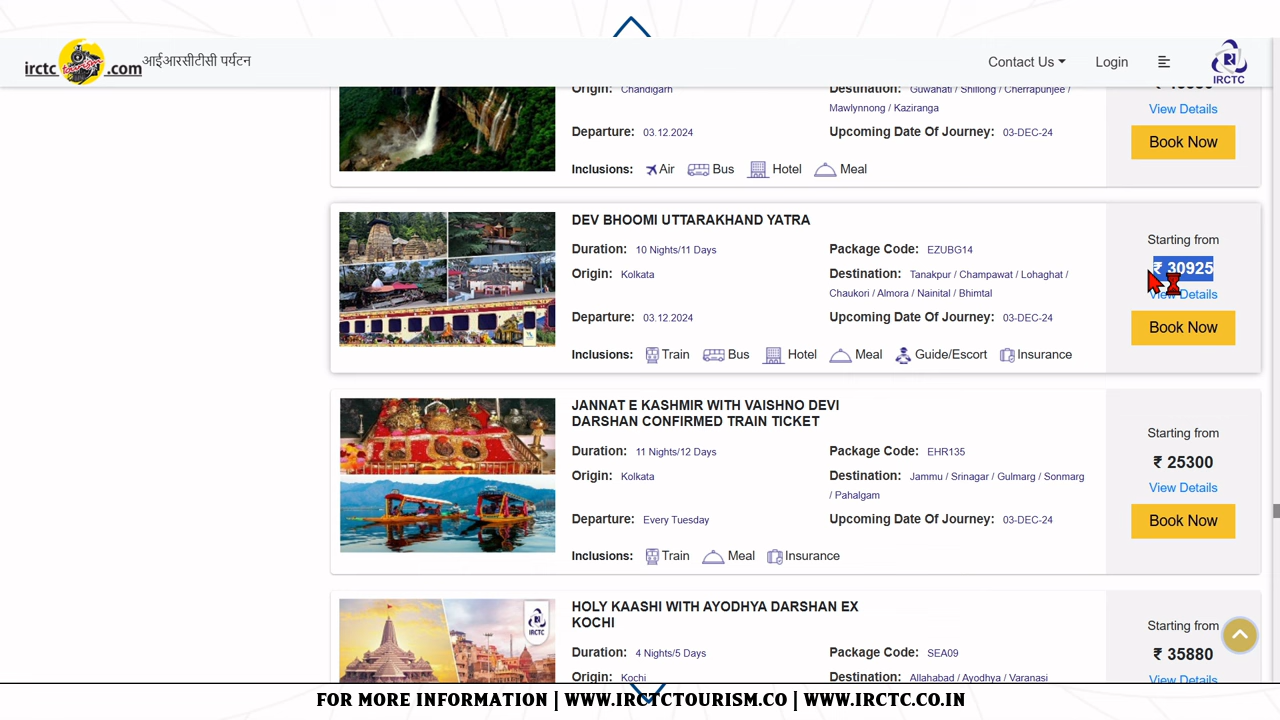 irctc .com आईआरसीटीसी पर्यटन Contact Us Login IRCTC
Origin: Chandigarh Destination: Guwahati / Shillong / Cherrapunjee /
Mawlynnong / Kaziranga
View Details
Departure: 03.12.2024 Upcoming Date Of Journey: 03-DEC-24
Book Now
Inclusions: Air Bus Hotel Meal
DEV BHOOMI UTTARAKHAND YATRA
Starting from
Duration: 10 Nights/11 Days Package Code: EZUBG14
₹ 30925
Origin: Kolkata Destination: Tanakpur / Champawat / Lohaghat /
Chaukori / Almora / Nainital / Bhimtal
View Details
Departure: 03.12.2024 Upcoming Date Of Journey: 03-DEC-24
Book Now
Inclusions: Train Bus Hotel Meal Guide/Escort Insurance
JANNAT E KASHMIR WITH VAISHNO DEVI
DARSHAN CONFIRMED TRAIN TICKET
Starting from
Duration: 11 Nights/12 Days Package Code: EHR135
₹ 25300
Origin: Kolkata Destination: Jammu / Srinagar / Gulmarg / Sonmarg
/ Pahalgam
View Details
Departure: Every Tuesday Upcoming Date Of Journey: 03-DEC-24
Book Now
Inclusions: Train Meal Insurance
HOLY KAASHI WITH AYODHYA DARSHAN EX
KOCHI
IRCTC
Starting from
Duration: 4 Nights/5 Days Package Code: SEA09
₹ 35880
Origin: Kochi Destination: Allahabad / Ayodhya / Varanasi
View Details
FOR MORE INFORMATION | WWW.IRCTCTOURISM.CO | WWW.IRCTC.CO.IN